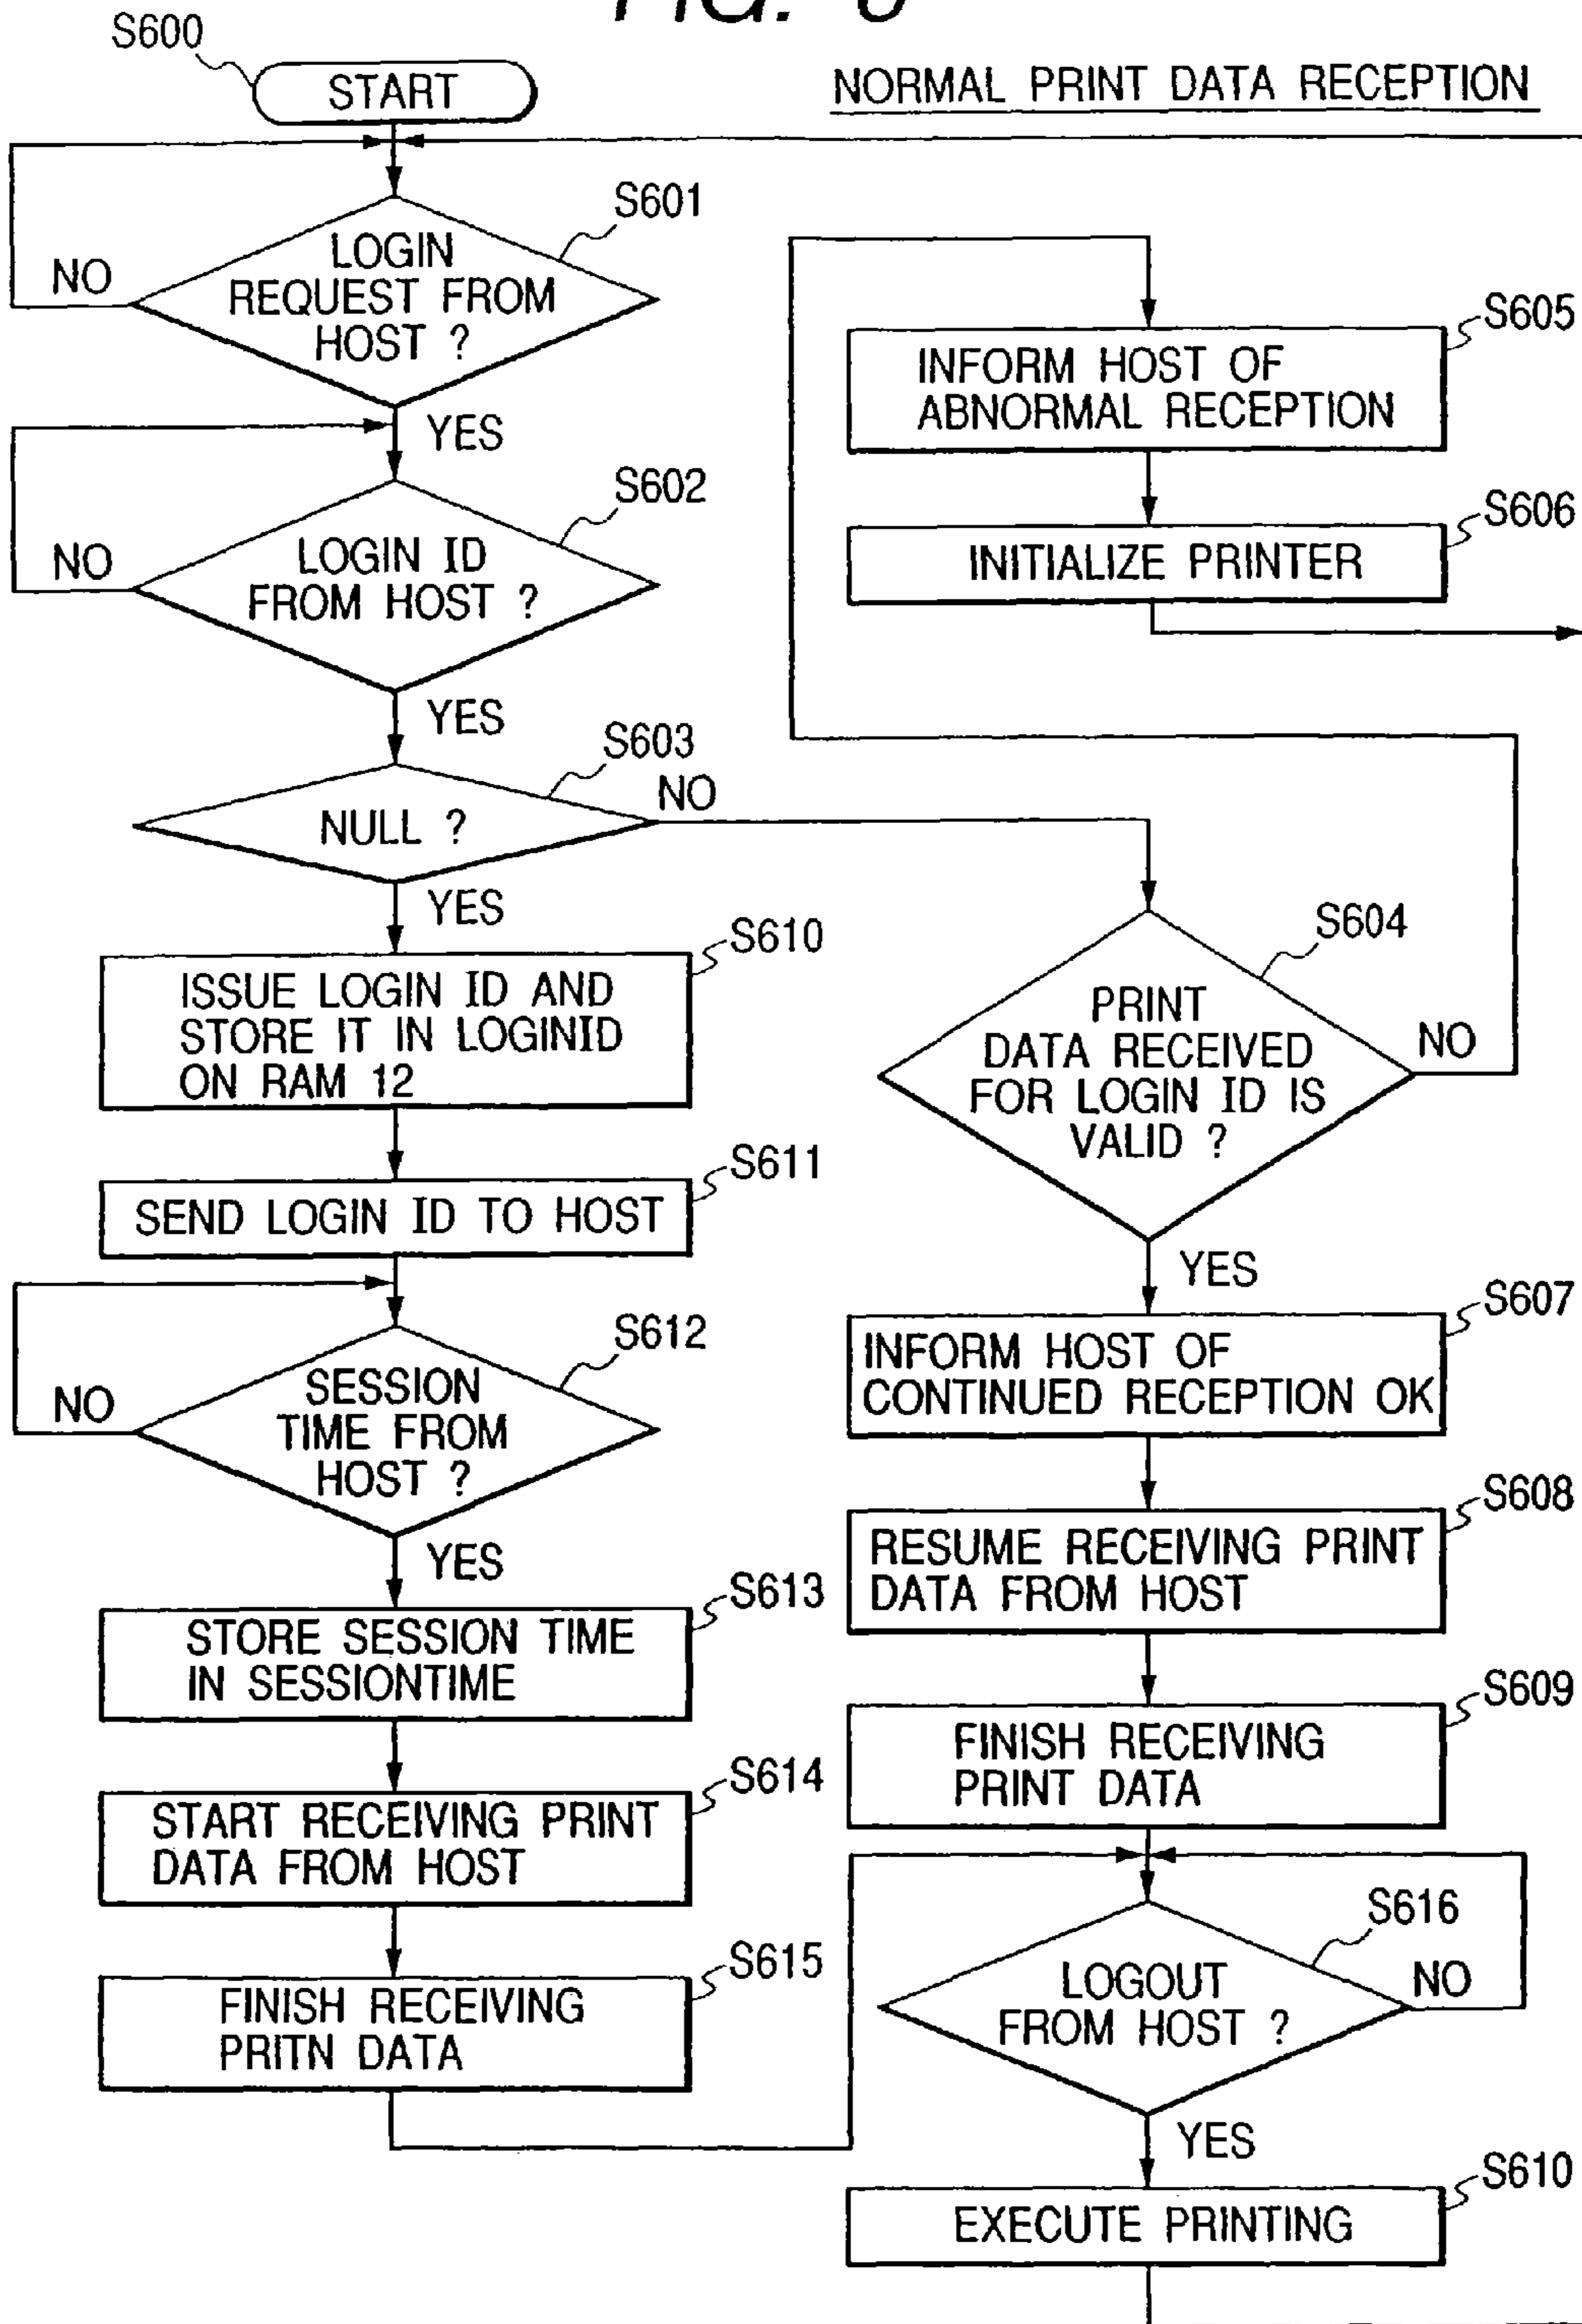 S600
START
NORMAL PRINT DATA RECEPTION
S601
LOGIN
REQUEST FROM
HOST ?
NO
YES
S602
LOGIN ID
FROM HOST ?
NO
YES
S603
NULL ?
NO
YES
S610
ISSUE LOGIN ID AND
STORE IT IN LOGINID
ON RAM 12
S611
SEND LOGIN ID TO HOST
S612
SESSION
TIME FROM
HOST ?
NO
YES
S613
STORE SESSION TIME
IN SESSIONTIME
S614
START RECEIVING PRINT
DATA FROM HOST
S615
FINISH RECEIVING
PRITN DATA
S605
INFORM HOST OF
ABNORMAL RECEPTION
S606
INITIALIZE PRINTER
S604
PRINT
DATA RECEIVED
FOR LOGIN ID IS
VALID ?
NO
YES
S607
INFORM HOST OF
CONTINUED RECEPTION OK
S608
RESUME RECEIVING PRINT
DATA FROM HOST
S609
FINISH RECEIVING
PRINT DATA
S616
LOGOUT
FROM HOST ?
NO
YES
S610
EXECUTE PRINTING